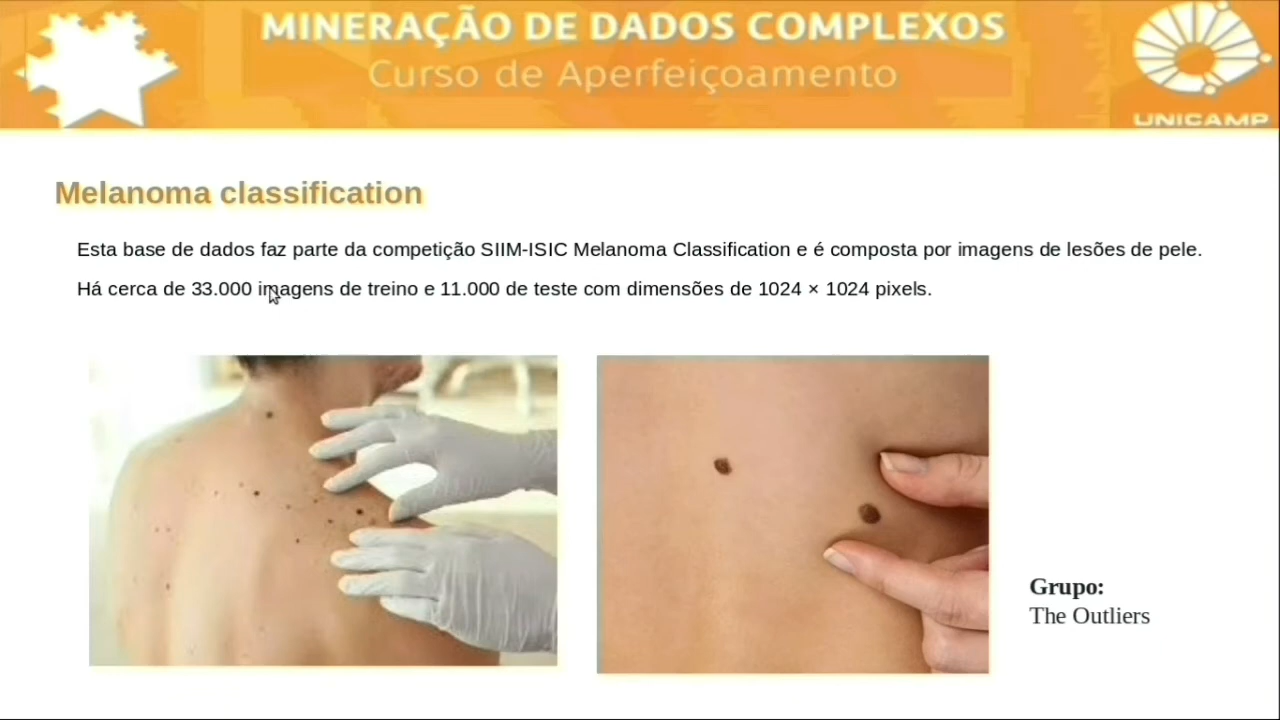 MINERAÇÃO DE DADOS COMPLEXOS
Curso de Aperfeiçoamento
UNICAMP
Melanoma classification
Esta base de dados faz parte da competição SIIM-ISIC Melanoma Classification e é composta por imagens de lesões de pele.
Há cerca de 33.000 imagens de treino e 11.000 de teste com dimensões de 1024 × 1024 pixels.
Grupo:
The Outliers